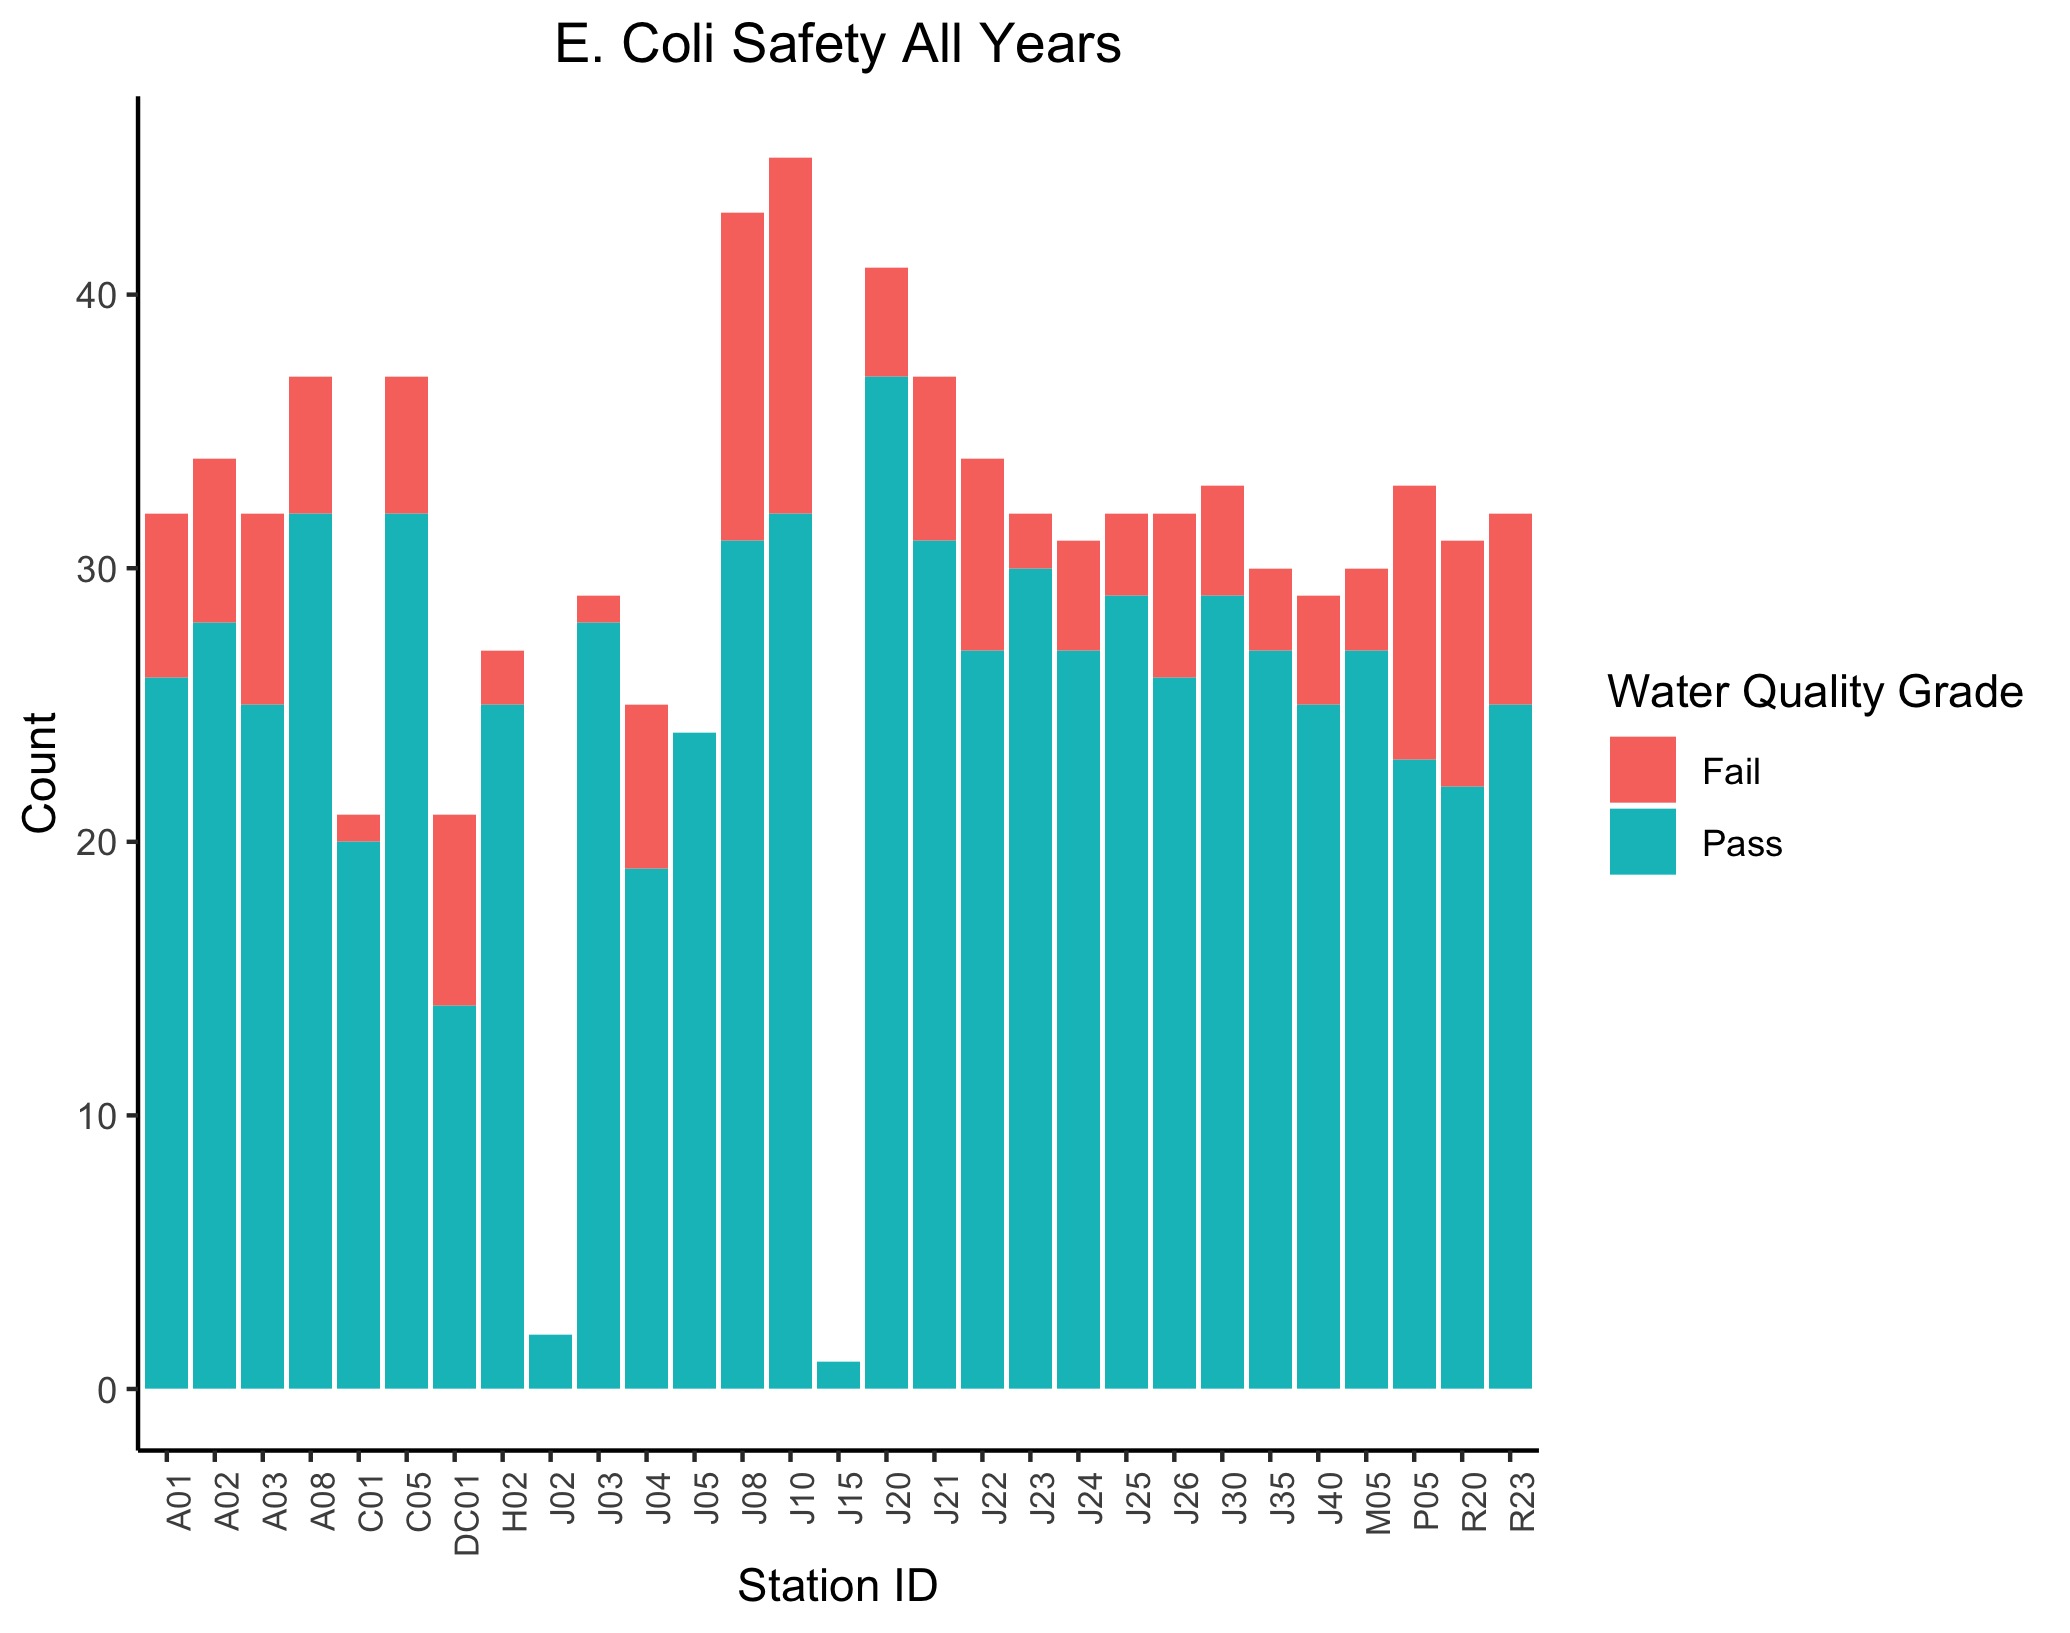 E. Coli Safety All Years
Count
40
30
20
10
0
A01
A02
A03
A08
C01
C05
DC01
H02
J02
J03
J04
J05
J08
J10
J15
J20
J21
J22
J23
J24
J25
J26
J30
J35
J40
M05
P05
R20
R23
Station ID
Water Quality Grade
Fail
Pass